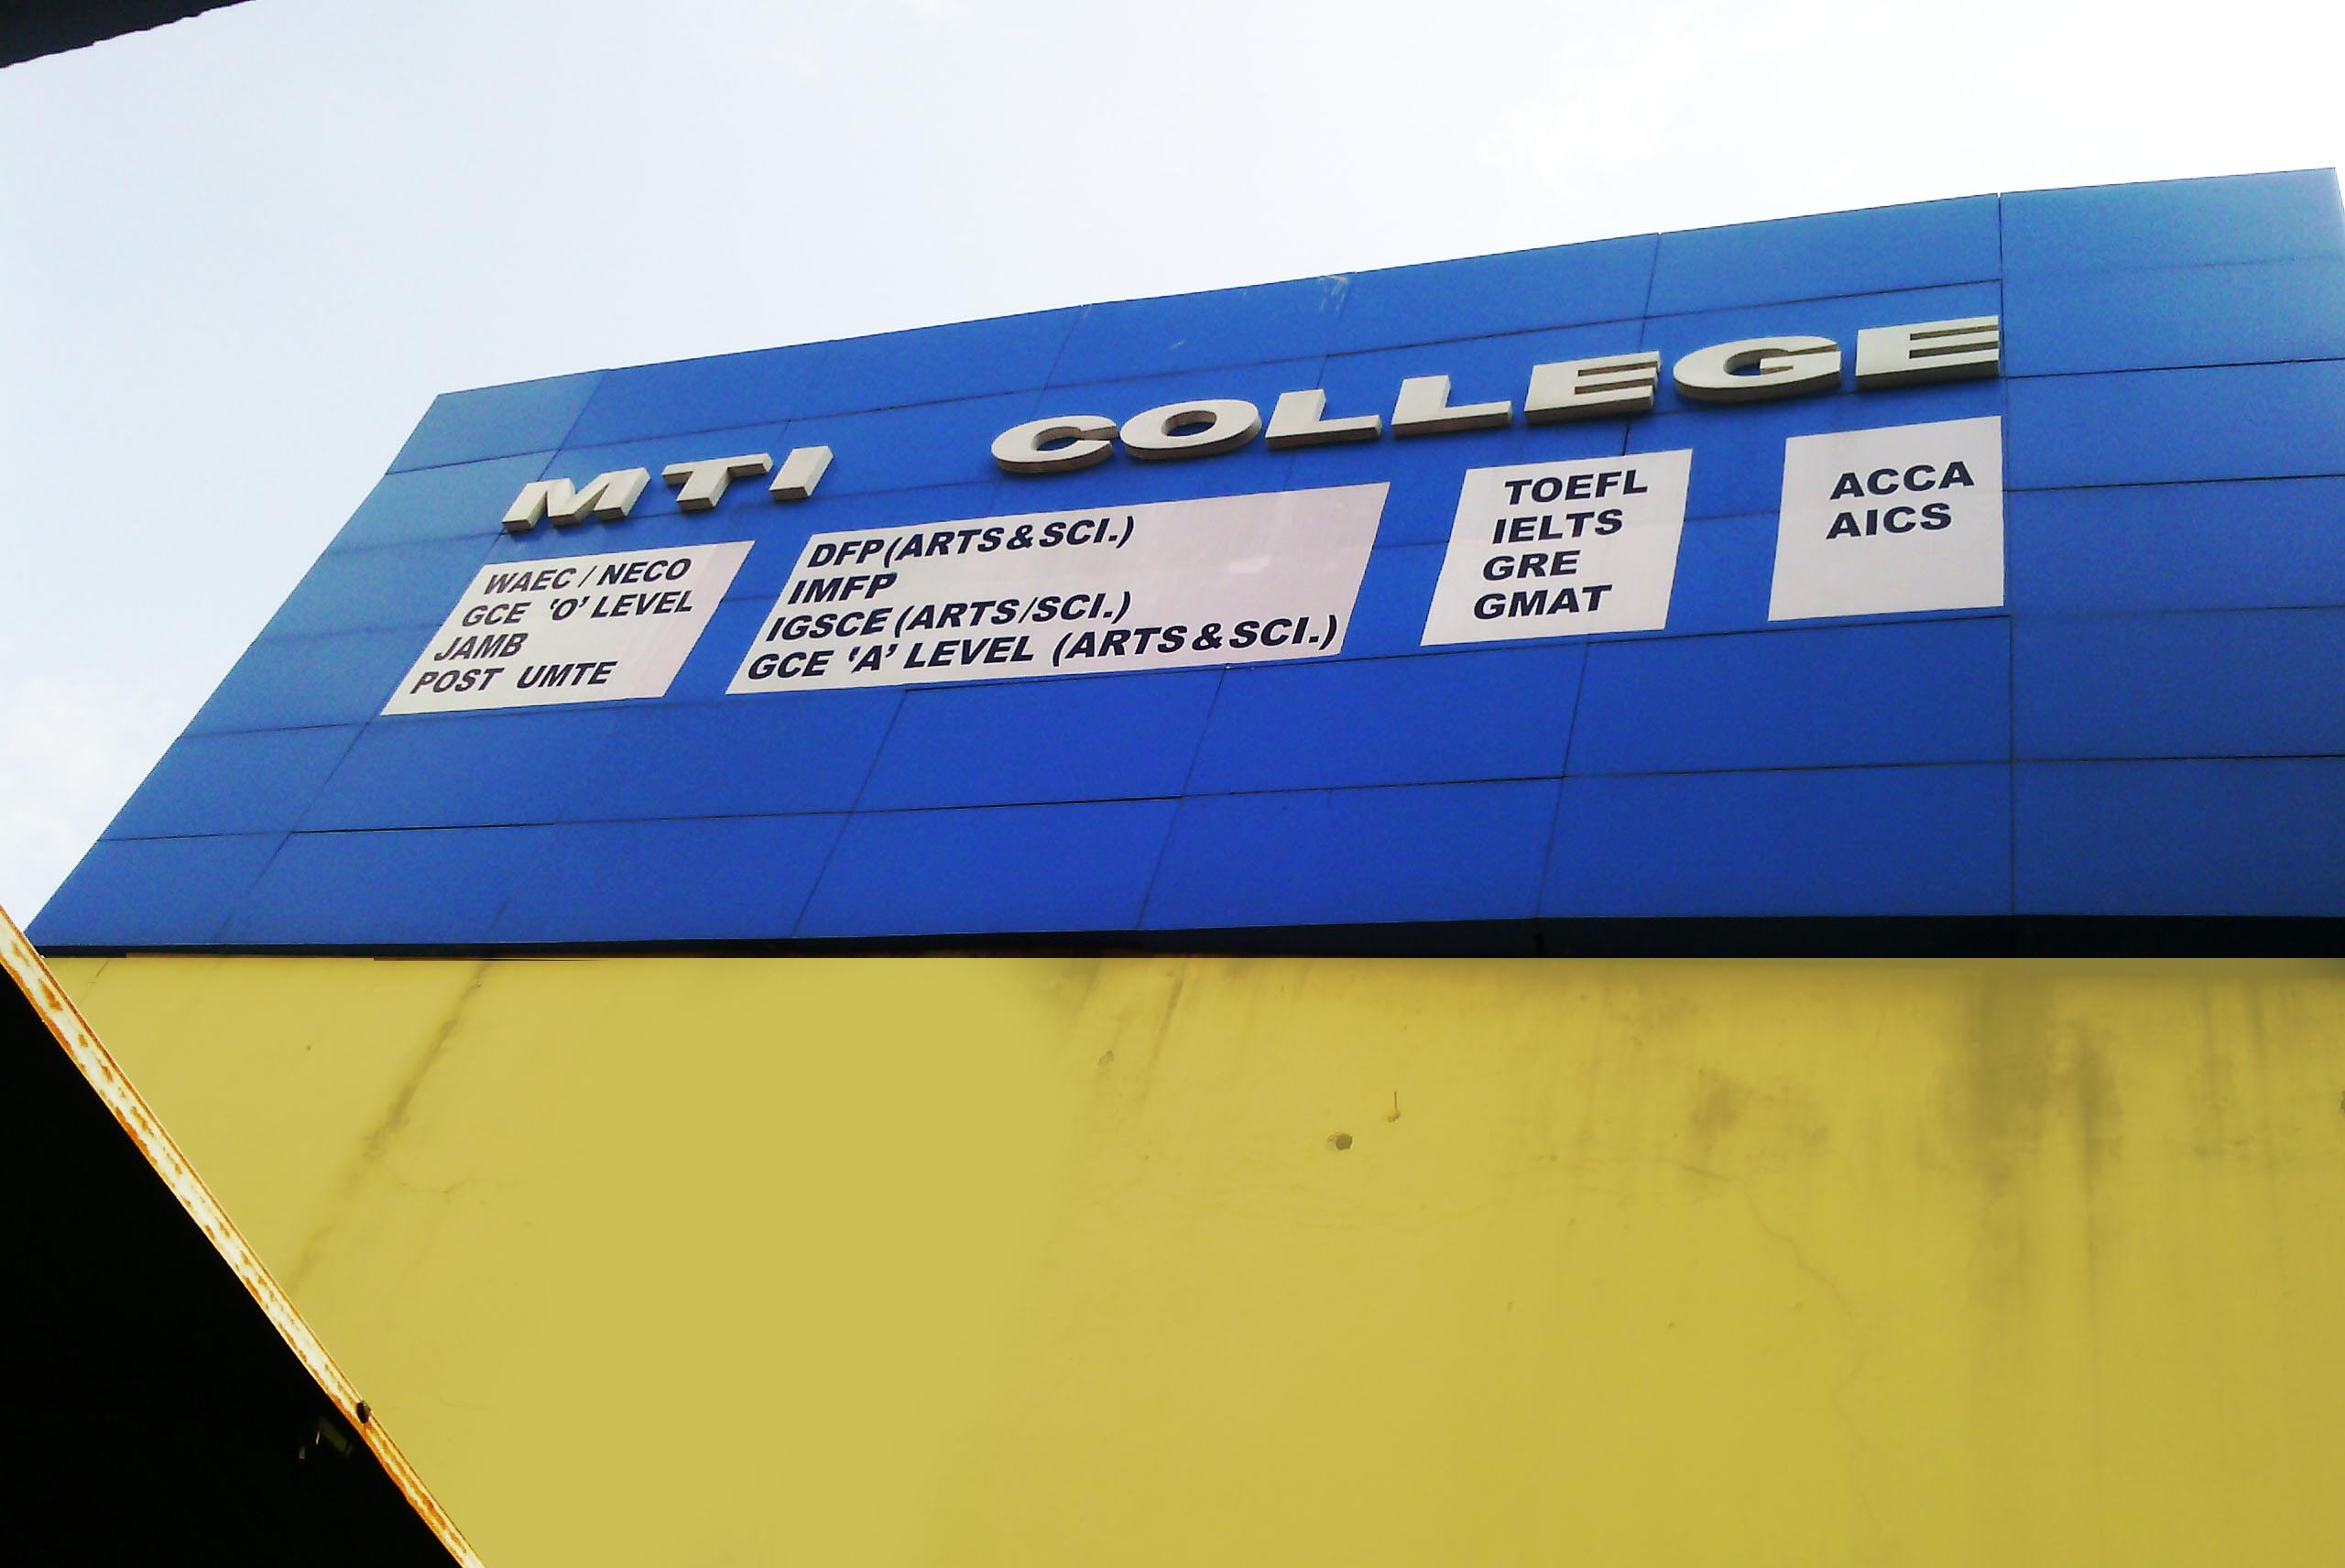 MTI COLLEGE
WAEC / NECO
GCE 'O' LEVEL
JAMB
POST UMTE
DFP(ARTS & SCI.)
IMFP
IGSCE (ARTS/SCI.)
GCE 'A' LEVEL (ARTS & SCI.)
TOEFL
IELTS
GRE
GMAT
ACCA
AICS